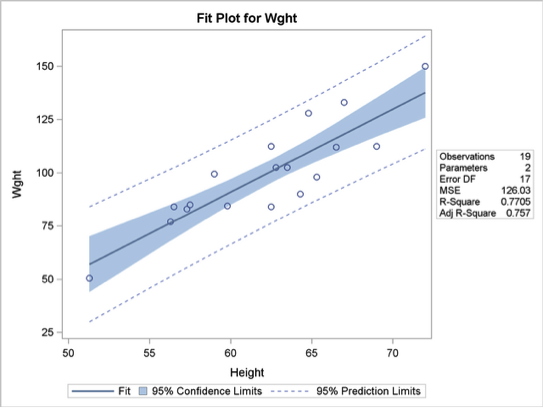 Fit Plot for Wght
150
125
100
75
50
25
Wght
50 55 60 65 70
Height
Observations 19
Parameters 2
Error DF 17
MSE 126.03
R-Square 0.7705
Adj R-Square 0.757
Fit 95% Confidence Limits 95% Prediction Limits